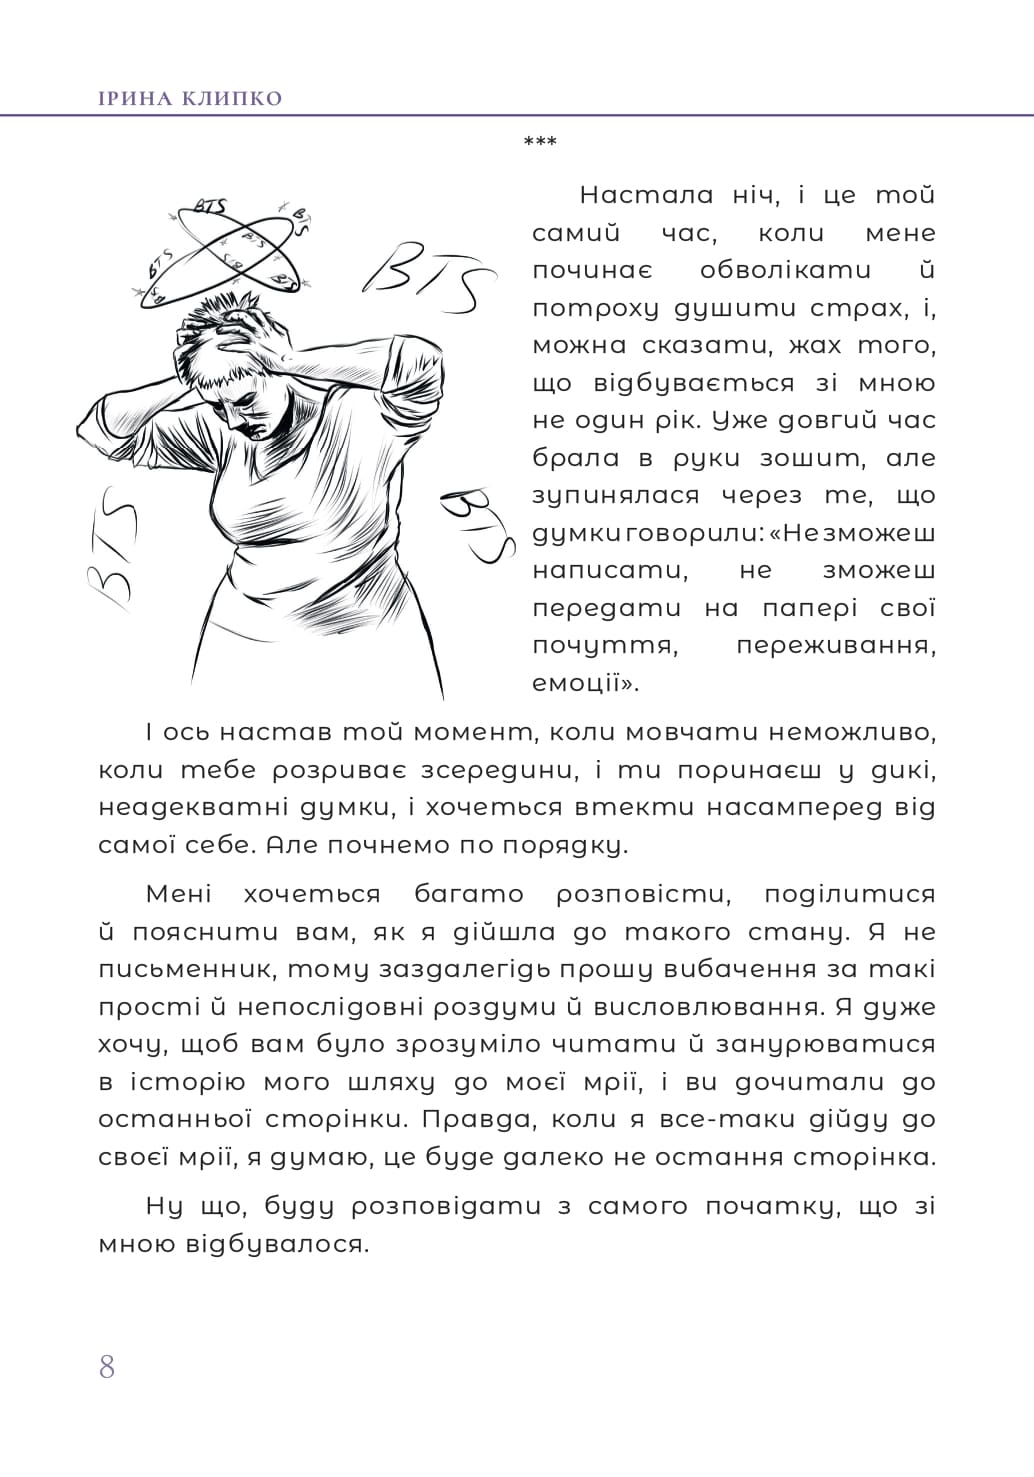 ІРИНА КЛИПКО
***
BTS
BTS
BTS
BTS
BTS
BTS
BTS
BTS
BTS
BTS
Настала ніч, і це той
самий час, коли мене
починає обволікати й
потроху душити страх, і,
можна сказати, жах того,
що відбувається зі мною
не один рік. Уже довгий час
брала в руки зошит, але
зупинялася через те, що
думки говорили: «Не зможеш
написати, не зможеш
передати на папері свої
почуття, переживання,
емоції».
І ось настав той момент, коли мовчати неможливо,
коли тебе розриває зсередини, і ти поринаєш у дикі,
неадекватні думки, і хочеться втекти насамперед від
самої себе. Але почнемо по порядку.
Мені хочеться багато розповісти, поділитися
й пояснити вам, як я дійшла до такого стану. Я не
письменник, тому заздалегідь прошу вибачення за такі
прості й непослідовні роздуми й висловлювання. Я дуже
хочу, щоб вам було зрозуміло читати й занурюватися
в історію мого шляху до моєї мрії, і ви дочитали до
останньої сторінки. Правда, коли я все-таки дійду до
своєї мрії, я думаю, це буде далеко не остання сторінка.
Ну що, буду розповідати з самого початку, що зі
мною відбувалося.
8